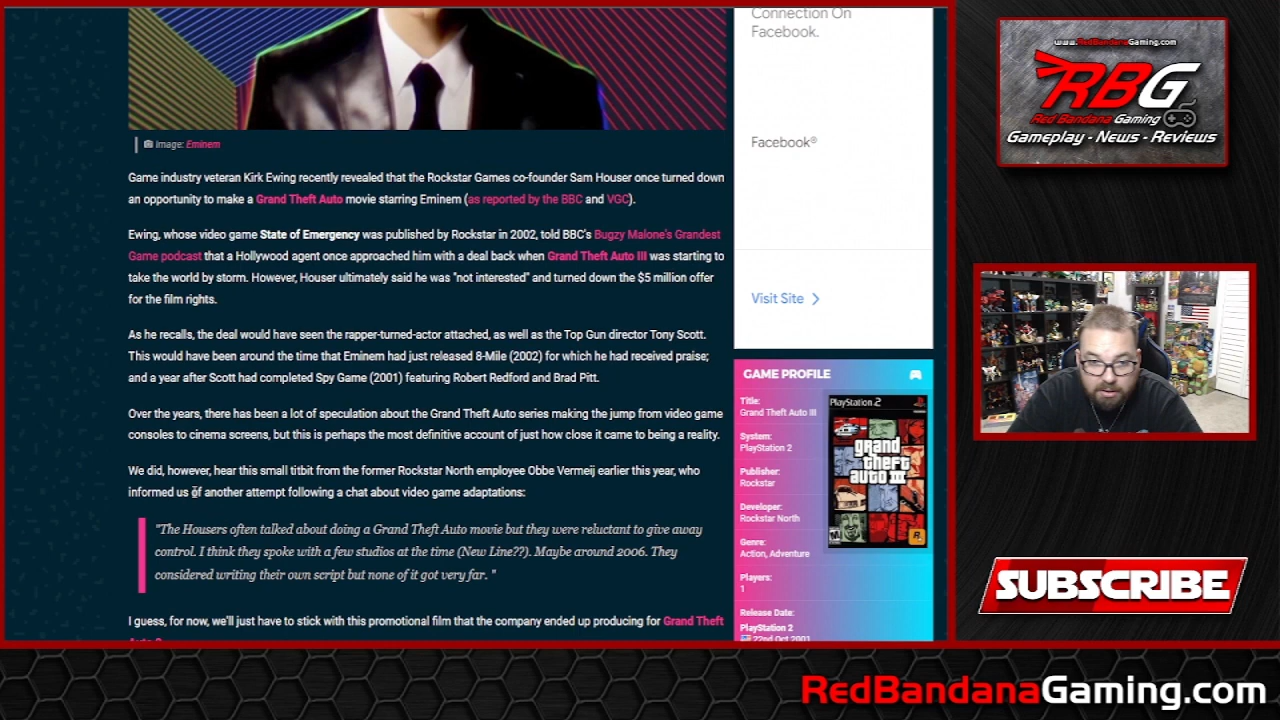 Connection On
Facebook.
Facebook®
Visit Site
Image: Eminem
Game industry veteran Kirk Ewing recently revealed that the Rockstar Games co-founder Sam Houser once turned down
an opportunity to make a Grand Theft Auto movie starring Eminem (as reported by the BBC and VGC).
Ewing, whose video game State of Emergency was published by Rockstar in 2002, told BBC's Bugzy Malone's Grandest
Game podcast that a Hollywood agent once approached him with a deal back when Grand Theft Auto III was starting to
take the world by storm. However, Houser ultimately said he was "not interested" and turned down the $5 million offer
for the film rights.
As he recalls, the deal would have seen the rapper-turned-actor attached, as well as the Top Gun director Tony Scott.
This would have been around the time that Eminem had just released 8-Mile (2002) for which he had received praise;
and a year after Scott had completed Spy Game (2001) featuring Robert Redford and Brad Pitt.
Over the years, there has been a lot of speculation about the Grand Theft Auto series making the jump from video game
consoles to cinema screens, but this is perhaps the most definitive account of just how close it came to being a reality.
We did, however, hear this small titbit from the former Rockstar North employee Obbe Vermeij earlier this year, who
informed us of another attempt following a chat about video game adaptations:
"The Housers often talked about doing a Grand Theft Auto movie but they were reluctant to give away
control. I think they spoke with a few studios at the time (New Line??). Maybe around 2006. They
considered writing their own script but none of it got very far. "
I guess, for now, we'll just have to stick with this promotional film that the company ended up producing for Grand Theft
GAME PROFILE
Title:
Grand Theft Auto III
System:
PlayStation 2
Publisher:
Rockstar
Developer:
Rockstar North
Genre:
Action, Adventure
Players:
1
Release Date:
PlayStation 2
22nd Oct 2001
PlayStation 2
grand
theft
auto III
www.RedBandanaGaming.com
RBG
Red Bandana Gaming
Gameplay - News - Reviews
SUBSCRIBE
RedBandanaGaming.com